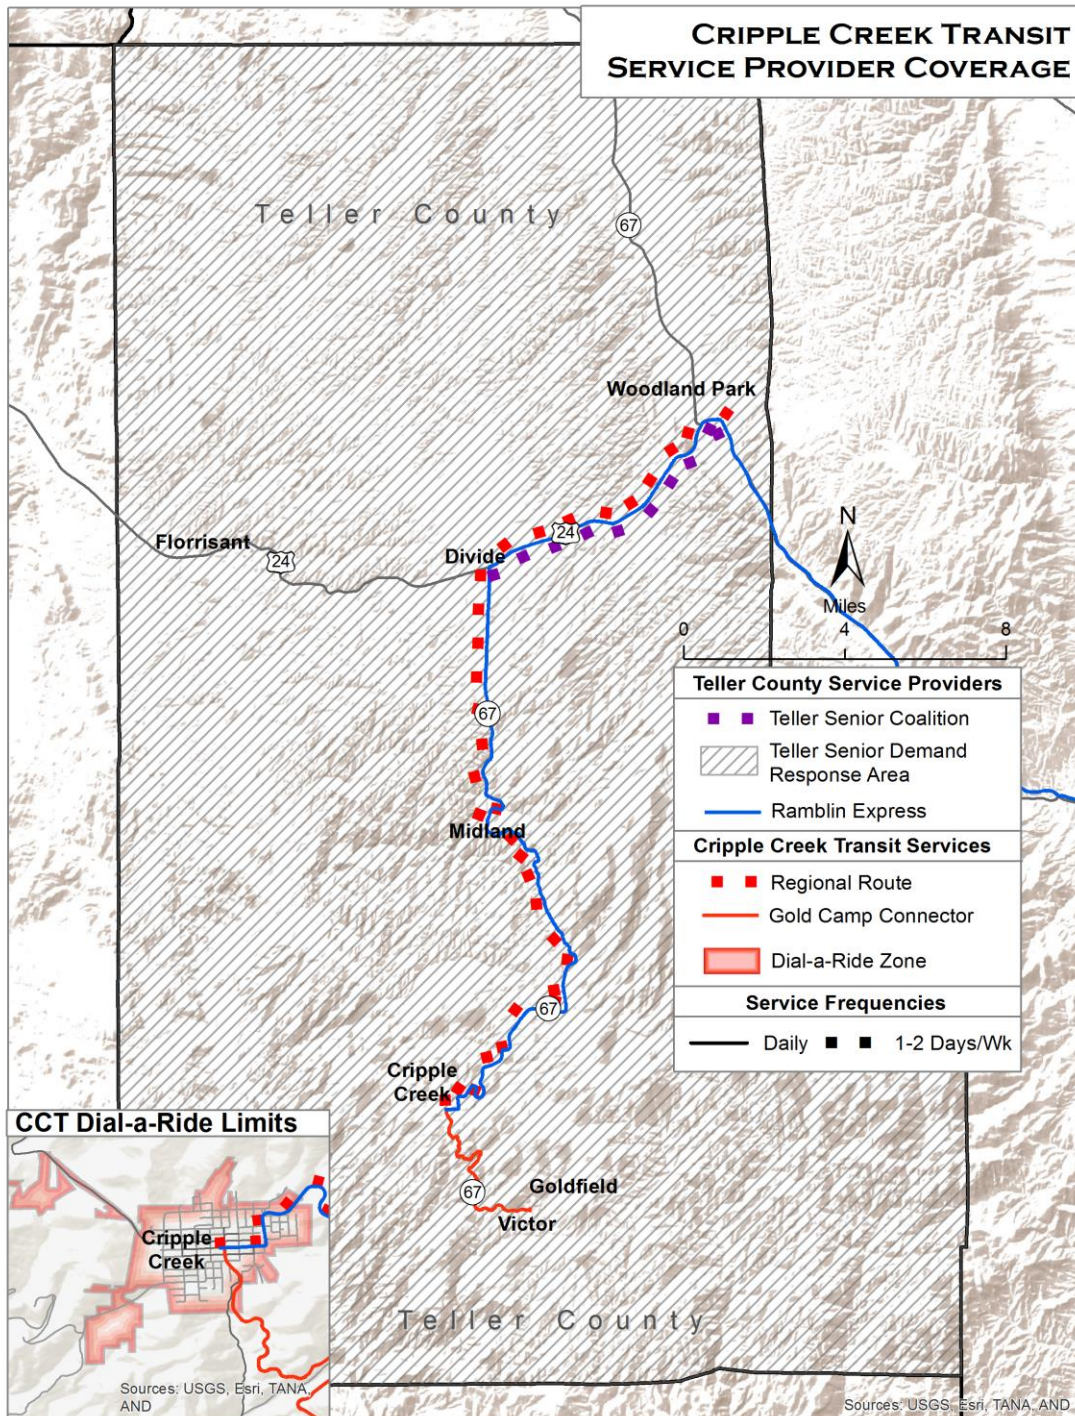 CRIPPLE CREEK TRANSIT
SERVICE PROVIDER COVERAGE
Teller County
67
Woodland Park
24
Florrisant
24
Divide
N
Miles
0 4 8
67
Midland
Teller County Service Providers
Teller Senior Coalition
Teller Senior Demand
Response Area
Ramblin Express
Cripple Creek Transit Services
Regional Route
Gold Camp Connector
Dial-a-Ride Zone
Service Frequencies
Daily 1-2 Days/Wk
67
Cripple
Creek
67
Goldfield
Victor
Teller County
CCT Dial-a-Ride Limits
Cripple
Creek
Sources: USGS, Esri, TANA,
AND
Sources: USGS, Esri, TANA, AND